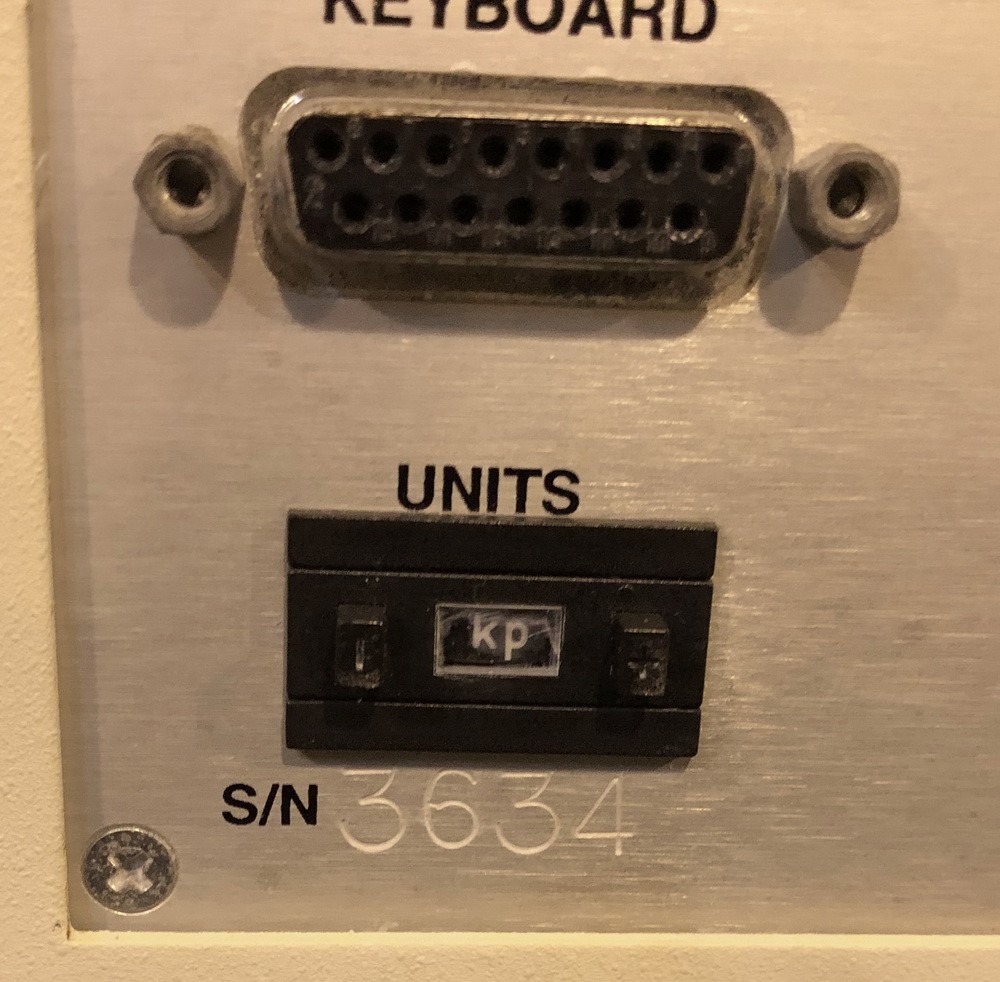 KEYBOARD
UNITS
- kp +
S/N 3634